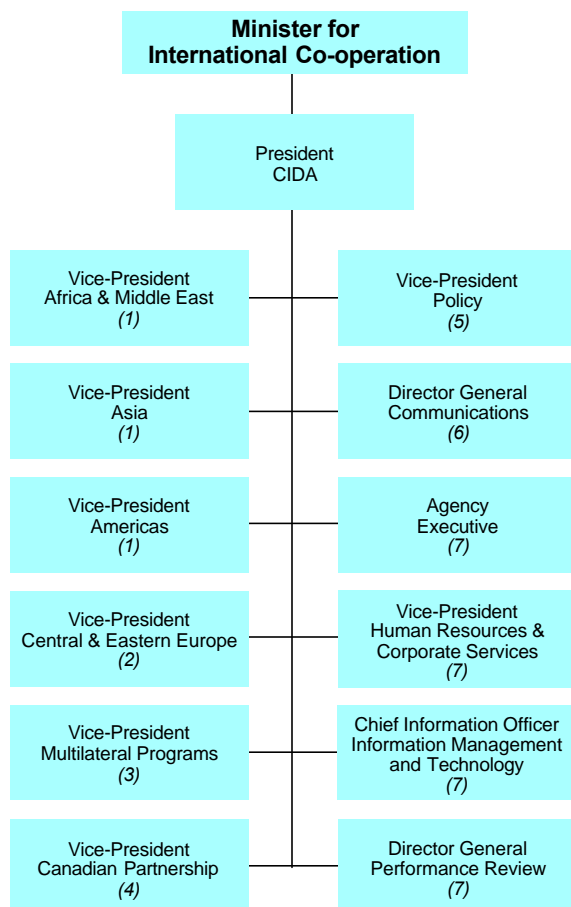 Minister for
International Co-operation
President
CIDA
Vice-President
Africa & Middle East
(1)
Vice-President
Policy
(5)
Vice-President
Asia
(1)
Director General
Communications
(6)
Vice-President
Americas
(1)
Agency
Executive
(7)
Vice-President
Central & Eastern Europe
(2)
Vice-President
Human Resources &
Corporate Services
(7)
Vice-President
Multilateral Programs
(3)
Chief Information Officer
Information Management
and Technology
(7)
Vice-President
Canadian Partnership
(4)
Director General
Performance Review
(7)